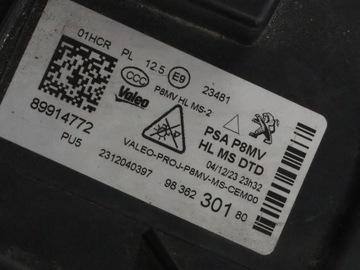 01HCR PL 12.5 E9 23481
CCC P8MV HL MS-2
Valeo
89914772
PU5
PSA P8MV
HL MS DTD
04/12/23 23h32
VALEO-PROJ-P8MV-MS-CEM00
2312040397
98 362 301 80